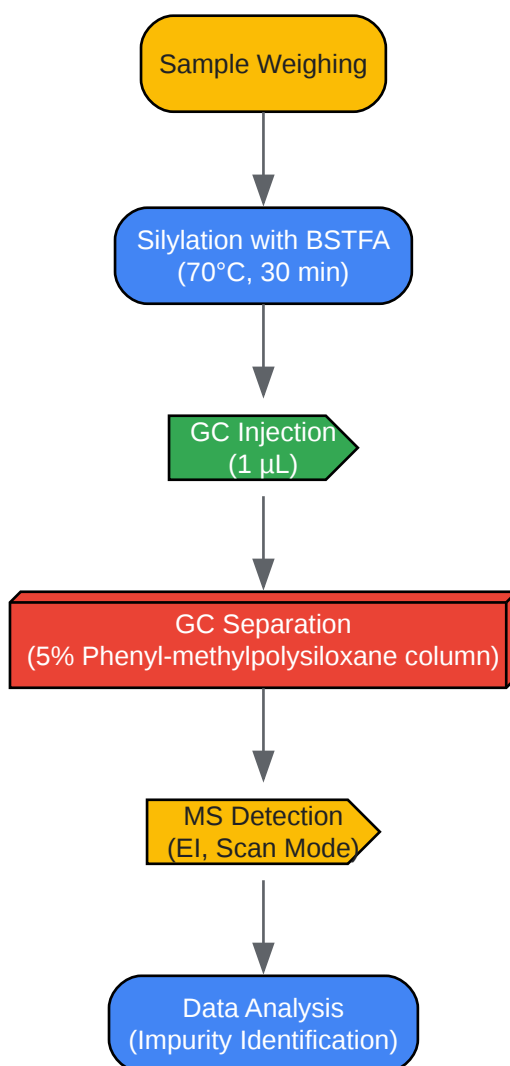 Sample Weighing
Silylation with BSTFA
(70°C, 30 min)
GC Injection
(1 µL)
GC Separation
(5% Phenyl-methylpolysiloxane column)
MS Detection
(EI, Scan Mode)
Data Analysis
(Impurity Identification)